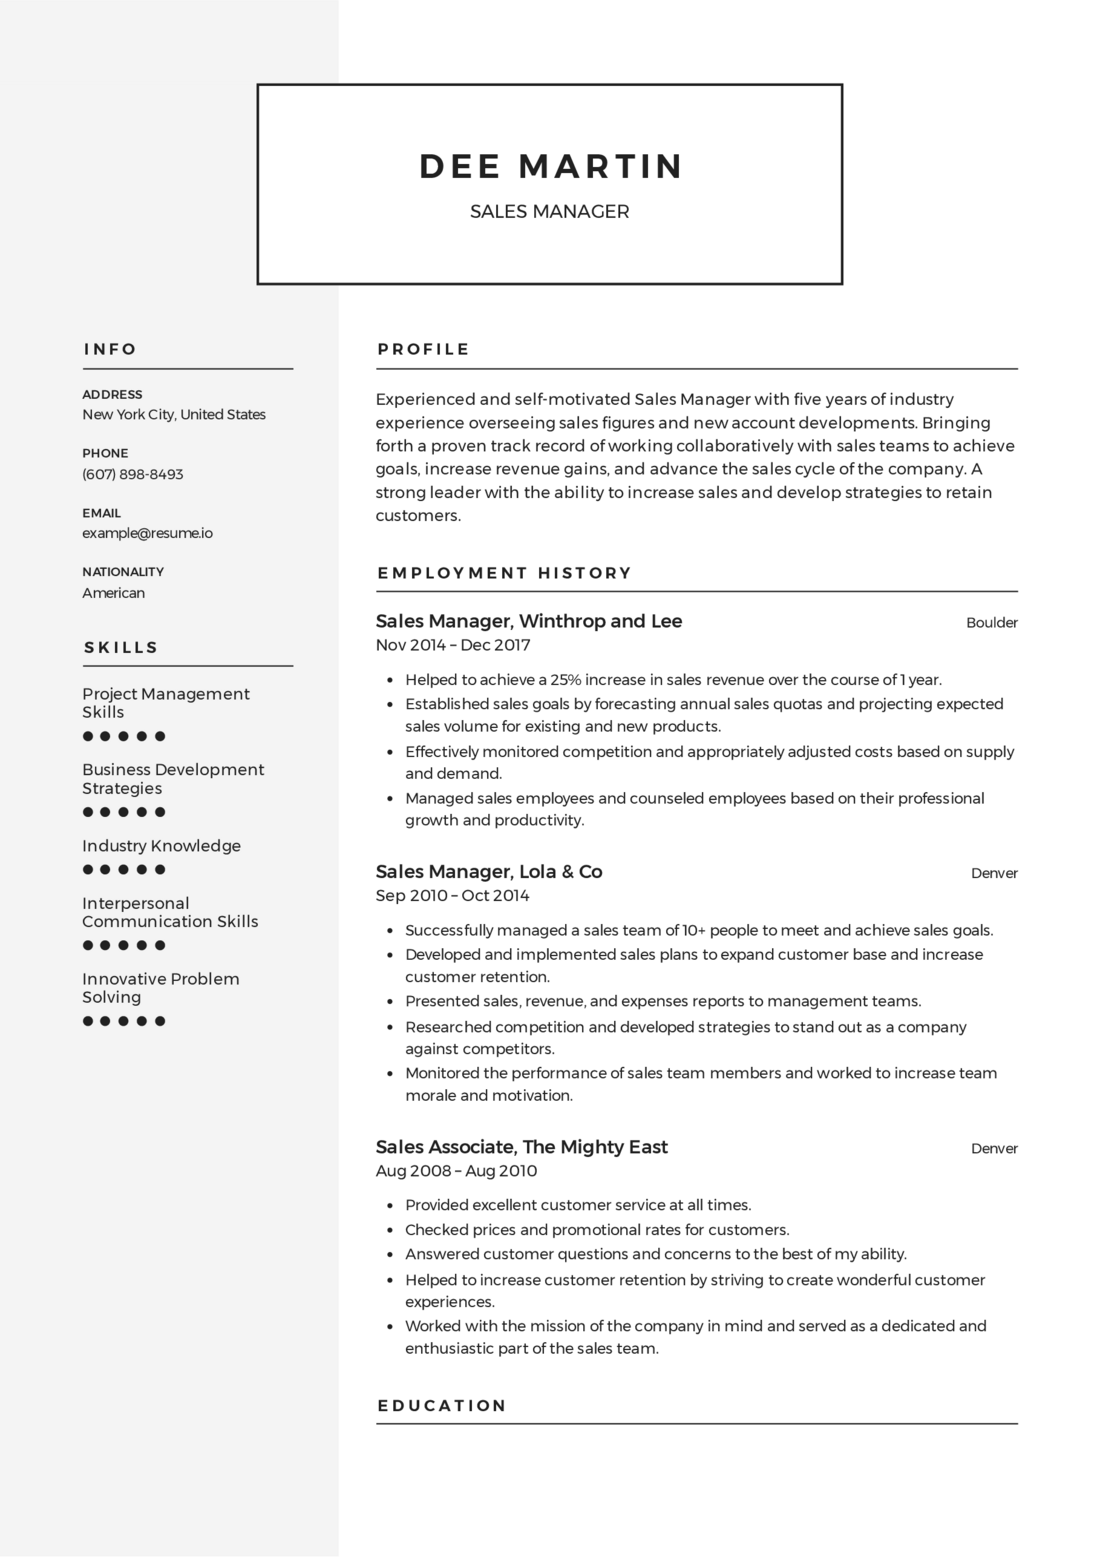 DEE MARTIN
SALES MANAGER
INFO
ADDRESS
New York City, United States
PHONE
(607) 898-8493
EMAIL
example@resume.io
NATIONALITY
American
SKILLS
Project Management
Skills
Business Development
Strategies
Industry Knowledge
Interpersonal
Communication Skills
Innovative Problem
Solving
PROFILE
Experienced and self-motivated Sales Manager with five years of industry
experience overseeing sales figures and new account developments. Bringing
forth a proven track record of working collaboratively with sales teams to achieve
goals, increase revenue gains, and advance the sales cycle of the company. A
strong leader with the ability to increase sales and develop strategies to retain
customers.
EMPLOYMENT HISTORY
Sales Manager, Winthrop and Lee
Boulder
Nov 2014 – Dec 2017
• Helped to achieve a 25% increase in sales revenue over the course of 1 year.
• Established sales goals by forecasting annual sales quotas and projecting expected
sales volume for existing and new products.
• Effectively monitored competition and appropriately adjusted costs based on supply
and demand.
• Managed sales employees and counseled employees based on their professional
growth and productivity.
Sales Manager, Lola & Co
Denver
Sep 2010 – Oct 2014
• Successfully managed a sales team of 10+ people to meet and achieve sales goals.
• Developed and implemented sales plans to expand customer base and increase
customer retention.
• Presented sales, revenue, and expenses reports to management teams.
• Researched competition and developed strategies to stand out as a company
against competitors.
• Monitored the performance of sales team members and worked to increase team
morale and motivation.
Sales Associate, The Mighty East
Denver
Aug 2008 – Aug 2010
• Provided excellent customer service at all times.
• Checked prices and promotional rates for customers.
• Answered customer questions and concerns to the best of my ability.
• Helped to increase customer retention by striving to create wonderful customer
experiences.
• Worked with the mission of the company in mind and served as a dedicated and
enthusiastic part of the sales team.
EDUCATION